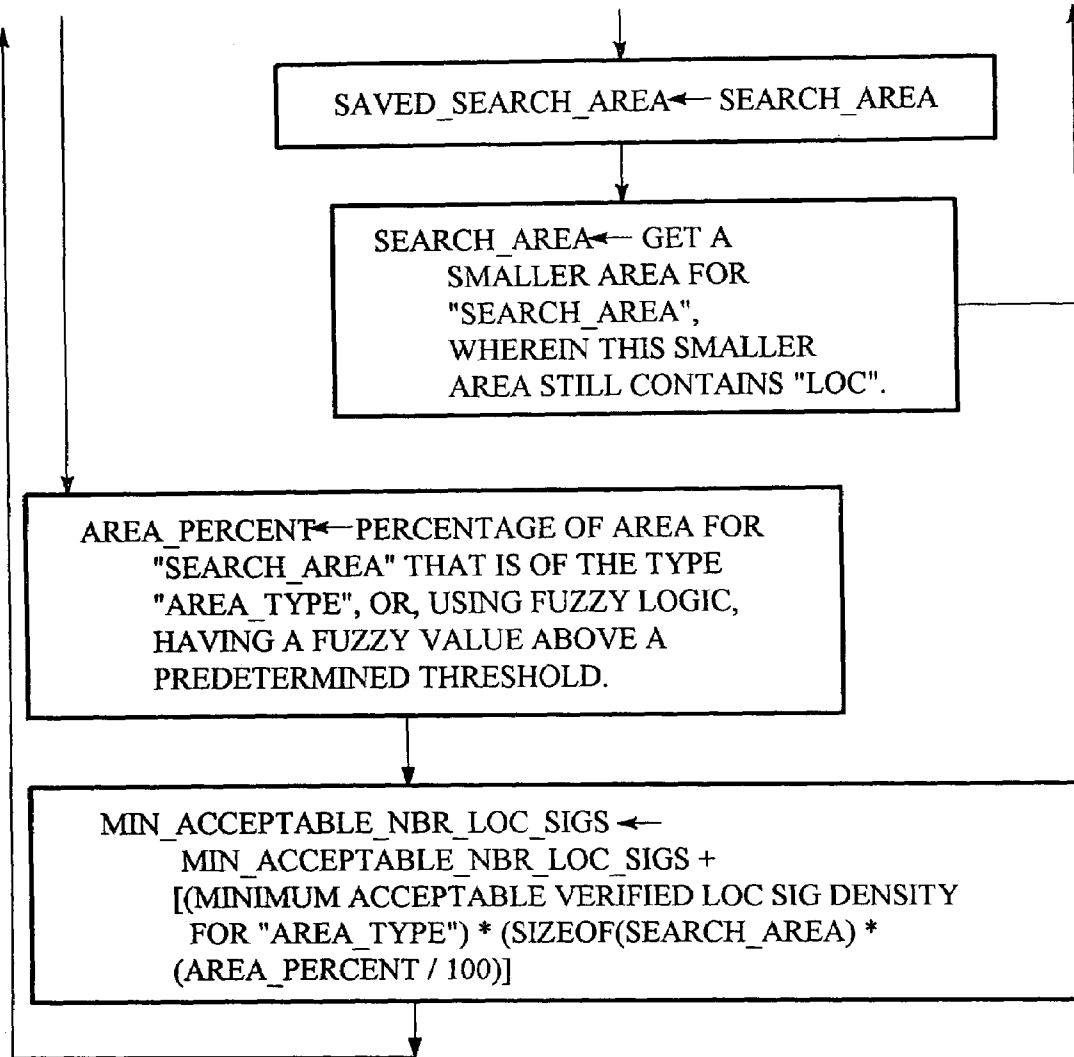 SAVED_SEARCH_AREA← SEARCH_AREA
SEARCH_AREA← GET A
SMALLER AREA FOR
"SEARCH_AREA",
WHEREIN THIS SMALLER
AREA STILL CONTAINS "LOC".
AREA_PERCENT←PERCENTAGE OF AREA FOR
"SEARCH_AREA" THAT IS OF THE TYPE
"AREA_TYPE", OR, USING FUZZY LOGIC,
HAVING A FUZZY VALUE ABOVE A
PREDETERMINED THRESHOLD.
MIN_ACCEPTABLE_NBR_LOC_SIGS ←
MIN_ACCEPTABLE_NBR_LOC_SIGS +
[(MINIMUM ACCEPTABLE VERIFIED LOC SIG DENSITY
FOR "AREA_TYPE") * (SIZEOF(SEARCH_AREA) *
(AREA_PERCENT / 100)]